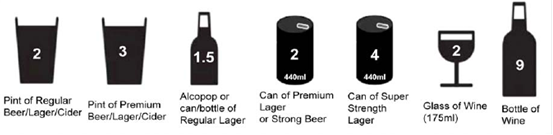 2
Pint of Regular
Beer/Lager/Cider
3
Pint of Premium
Beer/Lager/Cider
1.5
Alcopop or
can/bottle of
Regular Lager
2
440ml
Can of Premium
Lager
or Strong Beer
4
440ml
Can of Super
Strength
Lager
2
Glass of Wine
(175ml)
9
Bottle of
Wine